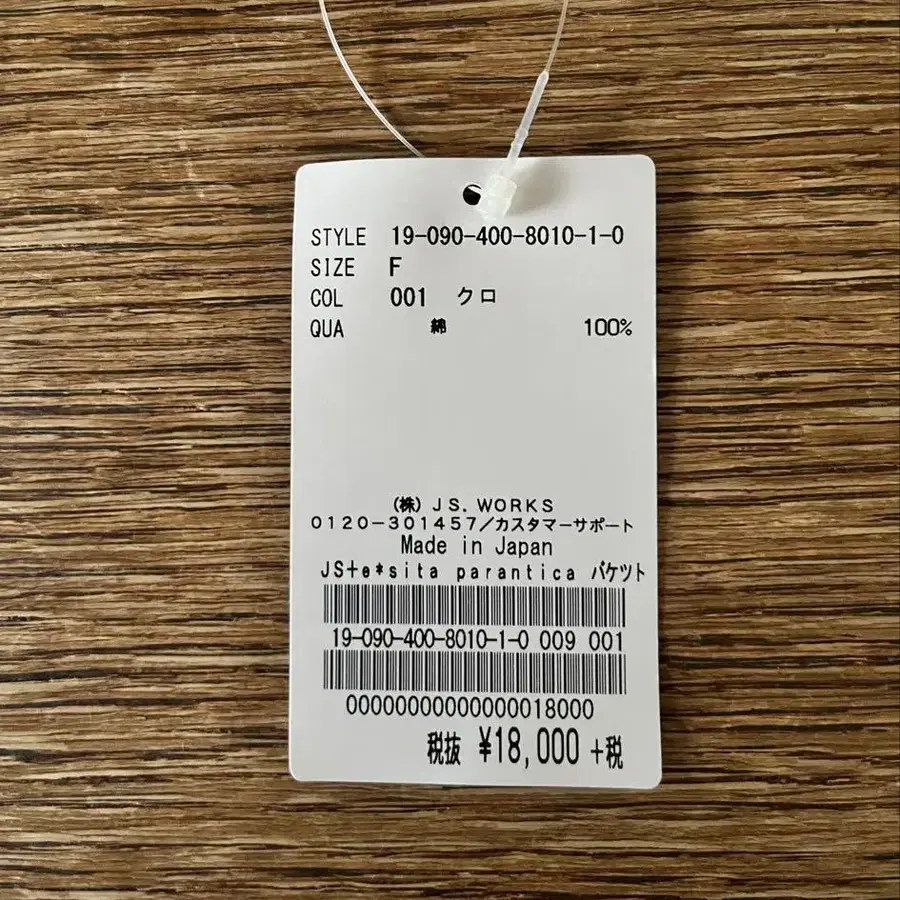 STYLE 19-090-400-8010-1-0
SIZE F
COL 001 クロ
QUA 綿 100%
(株) JS. WORKS
0120-301457/カスタマーサポート
Made in Japan
JS+e*sita parantica バケツト
19-090-400-8010-1-0 009 001
00000000000000018000
税抜 ¥18,000 +税